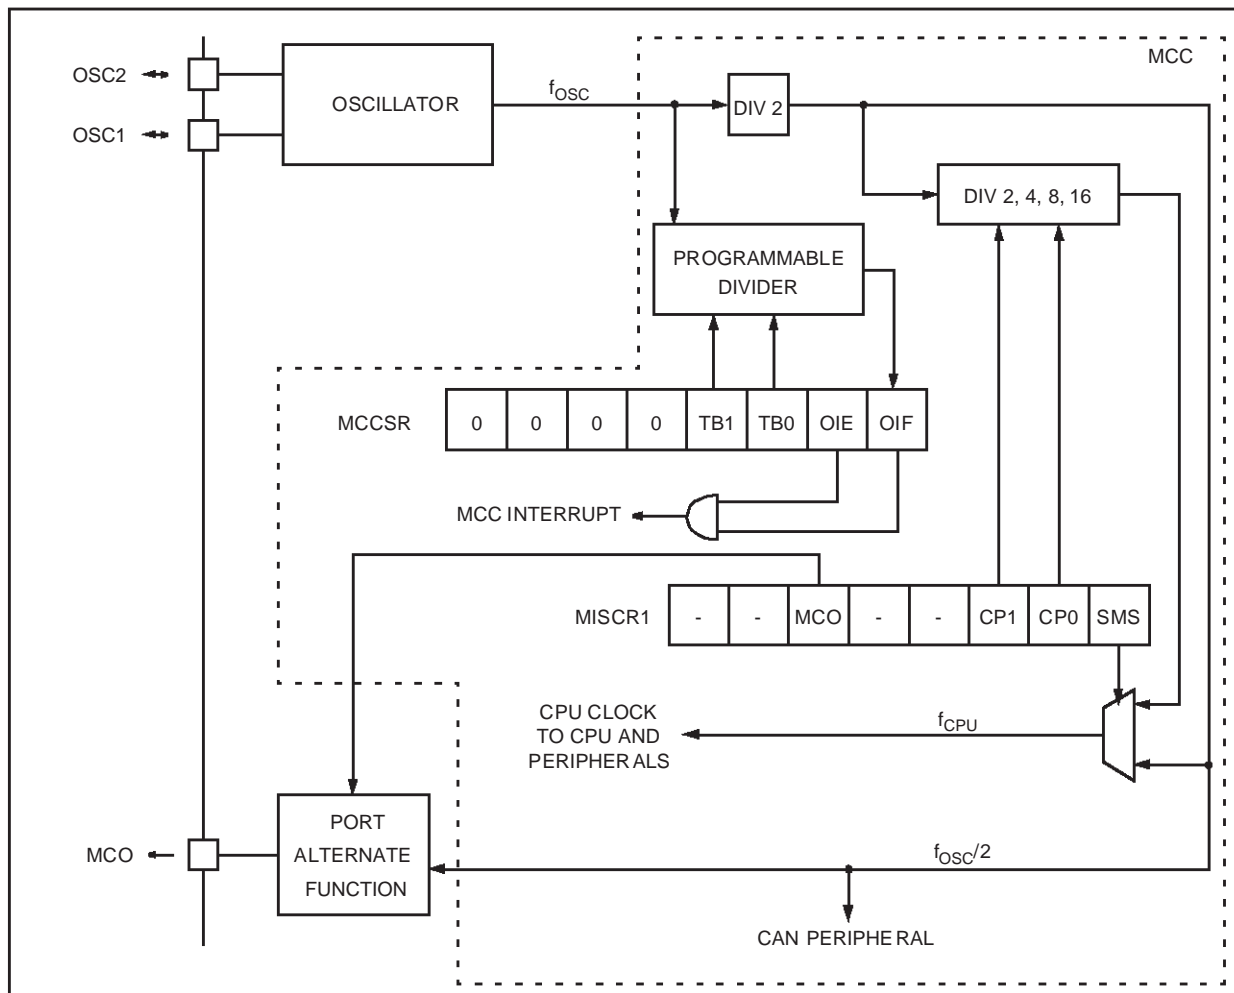 MCC
OSC2
OSCILLATOR
fOSC
DIV 2
OSC1
DIV 2, 4, 8, 16
PROGRAMMABLE
DIVIDER
MCCSR 0 0 0 0 TB1 TB0 OIE OIF
MCC INTERRUPT
MISCR1 - - MCO - - CP1 CP0 SMS
CPU CLOCK
TO CPU AND
PERIPHERALS
fCPU
PORT
ALTERNATE
FUNCTION
MCO
fOSC/2
CAN PERIPHERAL